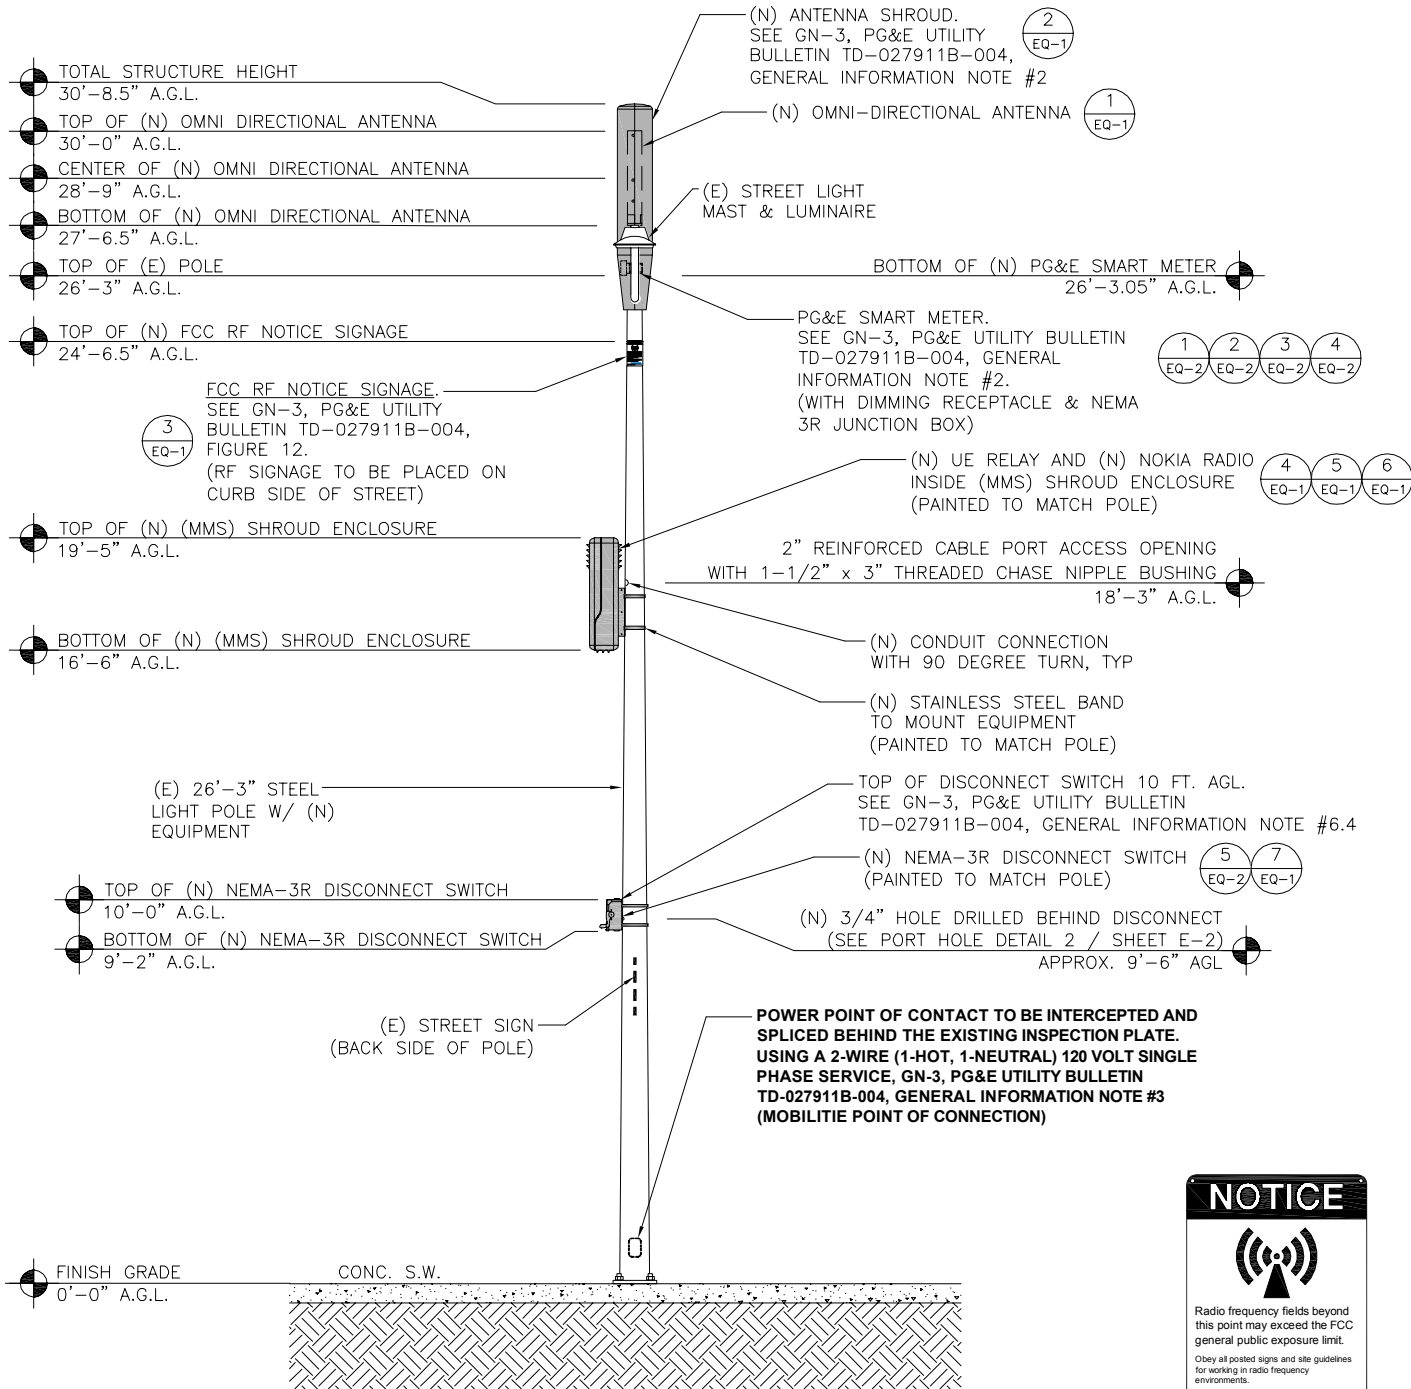 (N) ANTENNA SHROUD.
SEE GN-3, PG&E UTILITY
BULLETIN TD-027911B-004,
GENERAL INFORMATION NOTE #2
2
EQ-1
TOTAL STRUCTURE HEIGHT
30'-8.5" A.G.L.
(N) OMNI-DIRECTIONAL ANTENNA
1
EQ-1
TOP OF (N) OMNI DIRECTIONAL ANTENNA
30'-0" A.G.L.
CENTER OF (N) OMNI DIRECTIONAL ANTENNA
28'-9" A.G.L.
(E) STREET LIGHT
MAST & LUMINAIRE
BOTTOM OF (N) OMNI DIRECTIONAL ANTENNA
27'-6.5" A.G.L.
TOP OF (E) POLE
26'-3" A.G.L.
BOTTOM OF (N) PG&E SMART METER
26'-3.05" A.G.L.
TOP OF (N) FCC RF NOTICE SIGNAGE
24'-6.5" A.G.L.
PG&E SMART METER.
SEE GN-3, PG&E UTILITY BULLETIN
TD-027911B-004, GENERAL
INFORMATION NOTE #2.
(WITH DIMMING RECEPTACLE & NEMA
3R JUNCTION BOX)
1 2 3 4
EQ-2 EQ-2 EQ-2 EQ-2
FCC RF NOTICE SIGNAGE.
SEE GN-3, PG&E UTILITY
BULLETIN TD-027911B-004,
FIGURE 12.
(RF SIGNAGE TO BE PLACED ON
CURB SIDE OF STREET)
3
EQ-1
(N) UE RELAY AND (N) NOKIA RADIO
INSIDE (MMS) SHROUD ENCLOSURE
(PAINTED TO MATCH POLE)
4 5 6
EQ-1 EQ-1 EQ-1
TOP OF (N) (MMS) SHROUD ENCLOSURE
19'-5" A.G.L.
2" REINFORCED CABLE PORT ACCESS OPENING
WITH 1-1/2" x 3" THREADED CHASE NIPPLE BUSHING
18'-3" A.G.L.
BOTTOM OF (N) (MMS) SHROUD ENCLOSURE
16'-6" A.G.L.
(N) CONDUIT CONNECTION
WITH 90 DEGREE TURN, TYP
(N) STAINLESS STEEL BAND
TO MOUNT EQUIPMENT
(PAINTED TO MATCH POLE)
(E) 26'-3" STEEL
LIGHT POLE W/ (N)
EQUIPMENT
TOP OF DISCONNECT SWITCH 10 FT. AGL.
SEE GN-3, PG&E UTILITY BULLETIN
TD-027911B-004, GENERAL INFORMATION NOTE #6.4
(N) NEMA-3R DISCONNECT SWITCH
(PAINTED TO MATCH POLE)
5 7
EQ-2 EQ-1
TOP OF (N) NEMA-3R DISCONNECT SWITCH
10'-0" A.G.L.
BOTTOM OF (N) NEMA-3R DISCONNECT SWITCH
9'-2" A.G.L.
(N) 3/4" HOLE DRILLED BEHIND DISCONNECT
(SEE PORT HOLE DETAIL 2 / SHEET E-2)
APPROX. 9'-6" AGL
(E) STREET SIGN
(BACK SIDE OF POLE)
POWER POINT OF CONTACT TO BE INTERCEPTED AND
SPLICED BEHIND THE EXISTING INSPECTION PLATE.
USING A 2-WIRE (1-HOT, 1-NEUTRAL) 120 VOLT SINGLE
PHASE SERVICE, GN-3, PG&E UTILITY BULLETIN
TD-027911B-004, GENERAL INFORMATION NOTE #3
(MOBILITIE POINT OF CONNECTION)
FINISH GRADE
0'-0" A.G.L.
CONC. S.W.
NOTICE
Radio frequency fields beyond
this point may exceed the FCC
general public exposure limit.
Obey all posted signs and site guidelines
for working in radio frequency
environments.